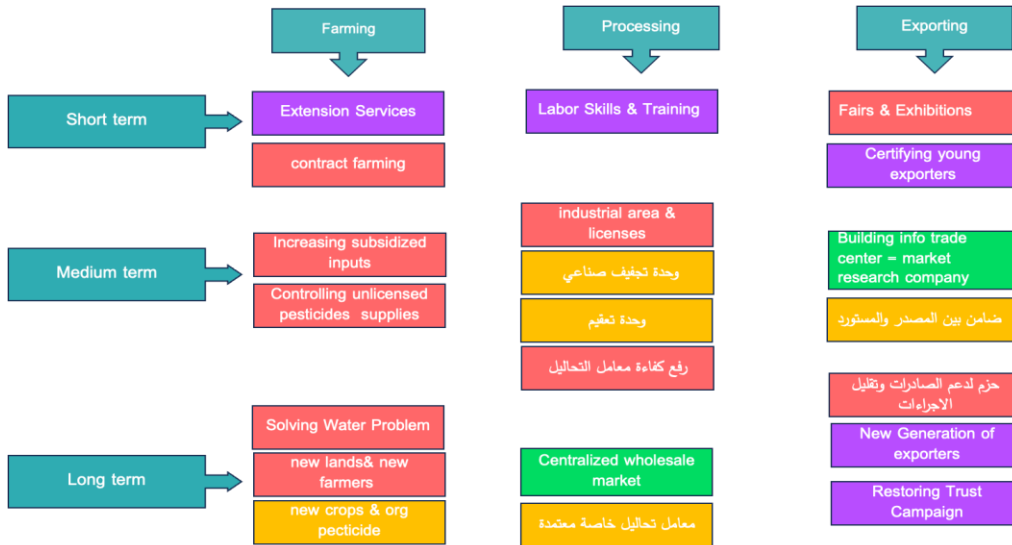 Farming
Processing
Exporting
Short term
Extension Services
contract farming
Labor Skills & Training
Fairs & Exhibitions
Certifying young
exporters
Medium term
Increasing subsidized
inputs
Controlling unlicensed
pesticides supplies
industrial area &
licenses
وحدة تجفيف صناعي
وحدة تعقيم
رفع كفاءة معامل التحاليل
Building info trade
center = market
research company
ضامن بين المصدر والمستورد
Long term
Solving Water Problem
new lands& new
farmers
new crops & org
pecticide
Centralized wholesale
market
معامل تحاليل خاصة معتمدة
حزم لدعم الصادرات وتقليل
الاجراءات
New Generation of
exporters
Restoring Trust
Campaign